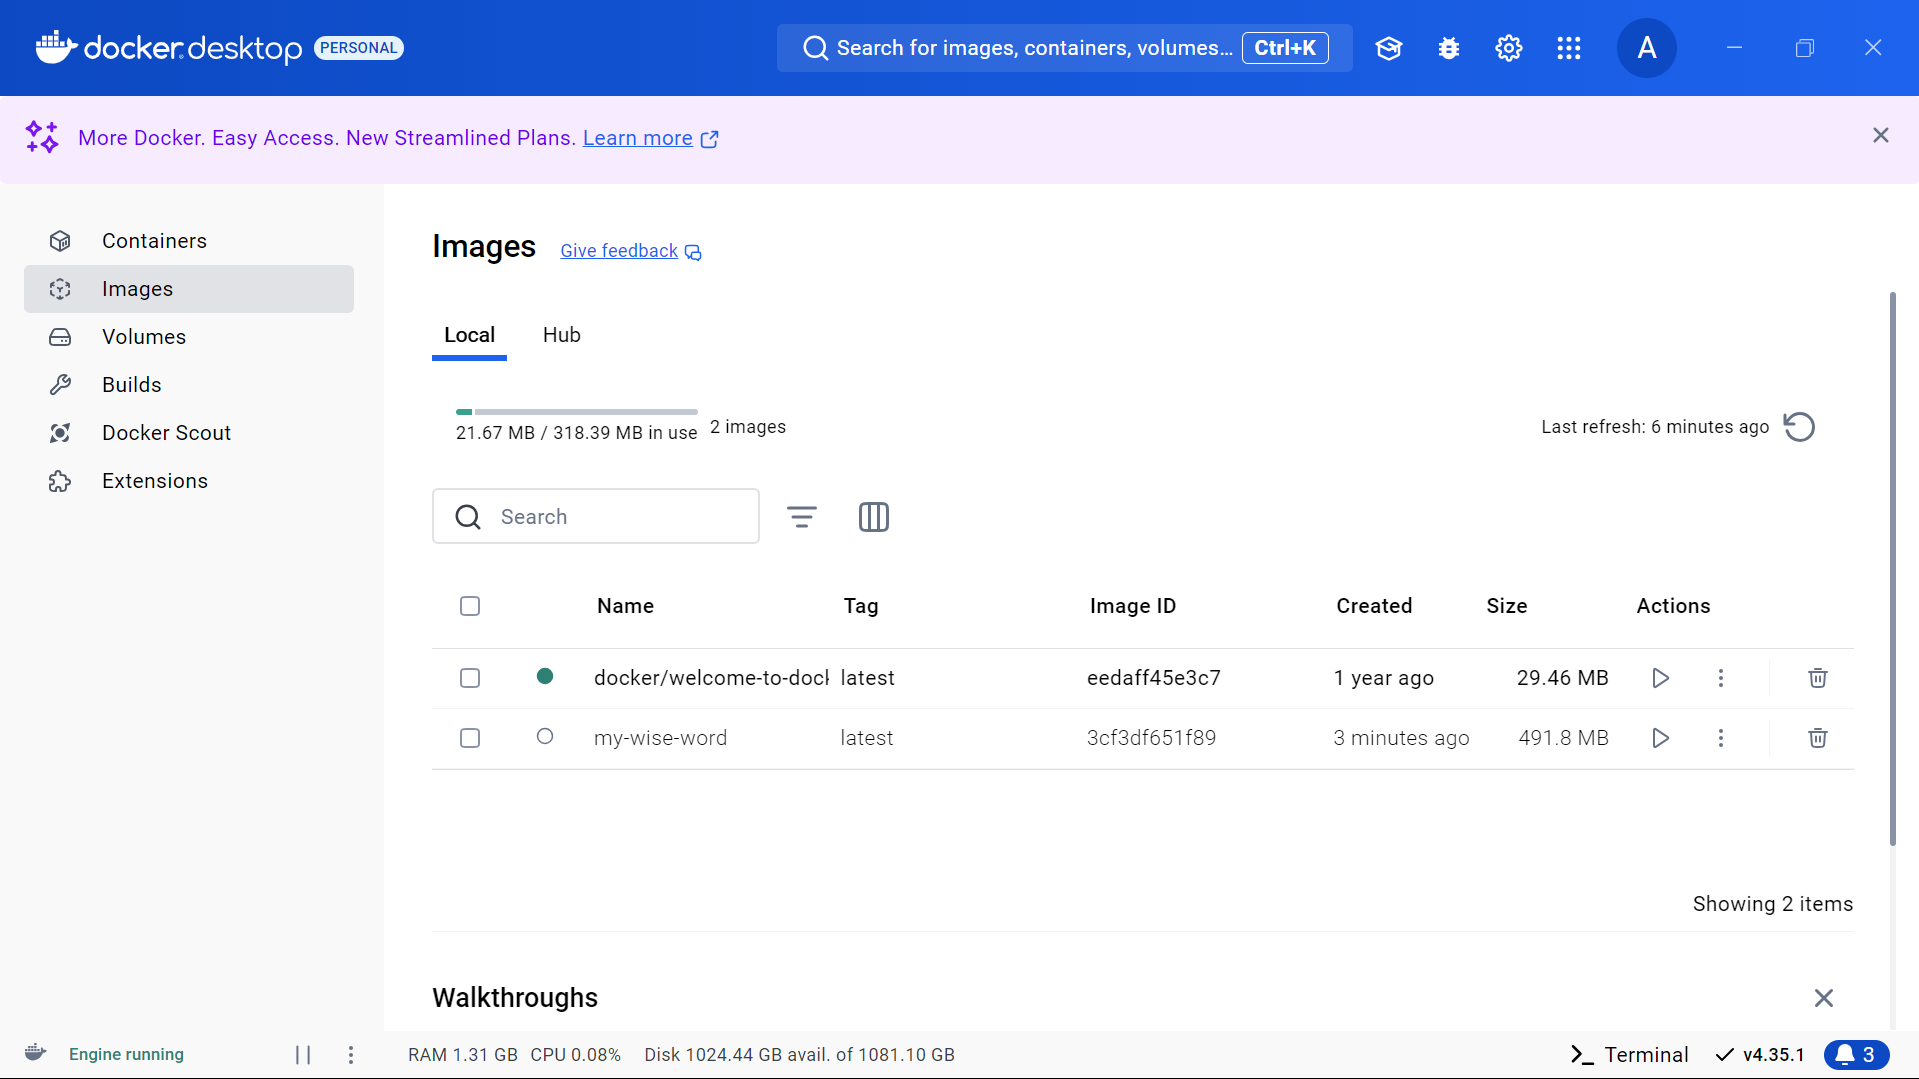 docker desktop PERSONAL
Search for images, containers, volumes... Ctrl+K
A
More Docker. Easy Access. New Streamlined Plans. Learn more
Containers
Images
Volumes
Builds
Docker Scout
Extensions
Images Give feedback
Local Hub
21.67 MB / 318.39 MB in use 2 images
Last refresh: 6 minutes ago
Search
Name Tag Image ID Created Size Actions
docker/welcome-to-dock latest eedaff45e3c7 1 year ago 29.46 MB
my-wise-word latest 3cf3df651f89 3 minutes ago 491.8 MB
Showing 2 items
Walkthroughs
Engine running RAM 1.31 GB CPU 0.08% Disk 1024.44 GB avail. of 1081.10 GB Terminal v4.35.1 3